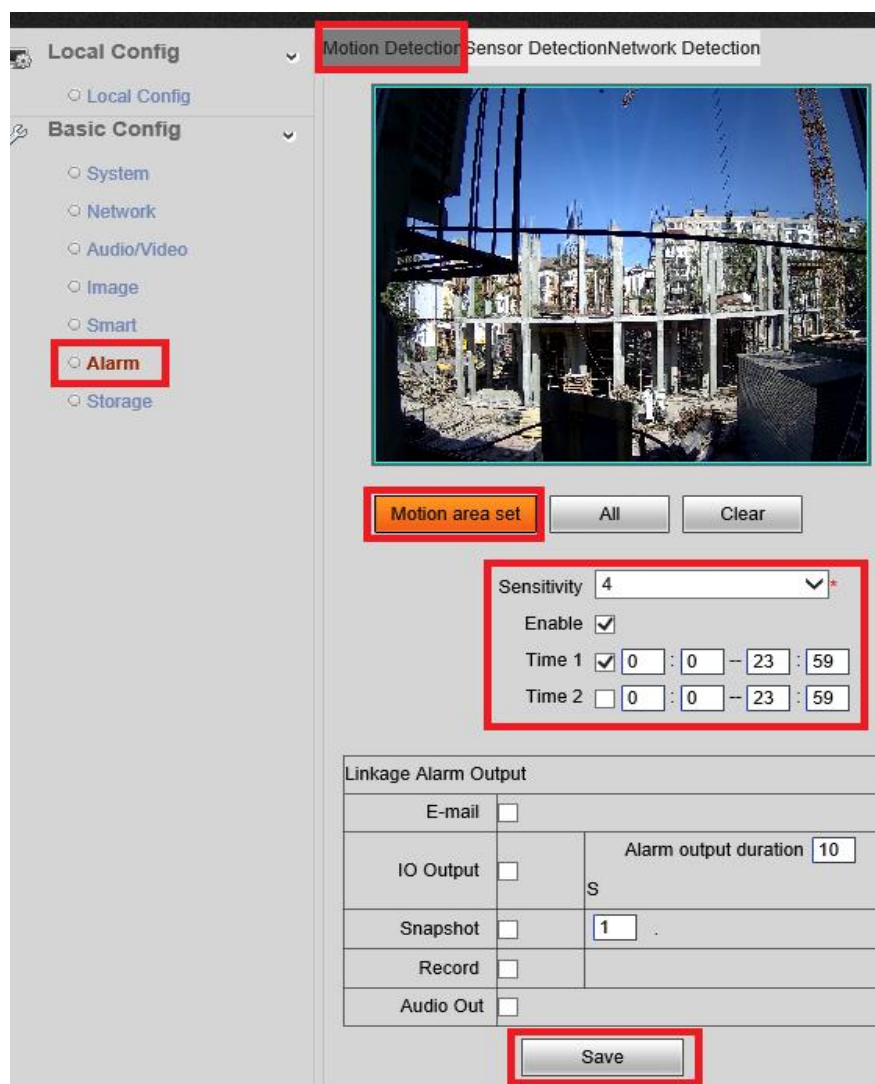 Local Config
Local Config
Basic Config
System
Network
Audio/Video
Image
Smart
Alarm
Storage
Motion Detection Sensor Detection Network Detection
Motion area set All Clear
Sensitivity 4 *
Enable
Time 1 0 : 0 -- 23 : 59
Time 2 0 : 0 -- 23 : 59
Linkage Alarm Output
E-mail
IO Output Alarm output duration 10
S
Snapshot 1 .
Record
Audio Out
Save